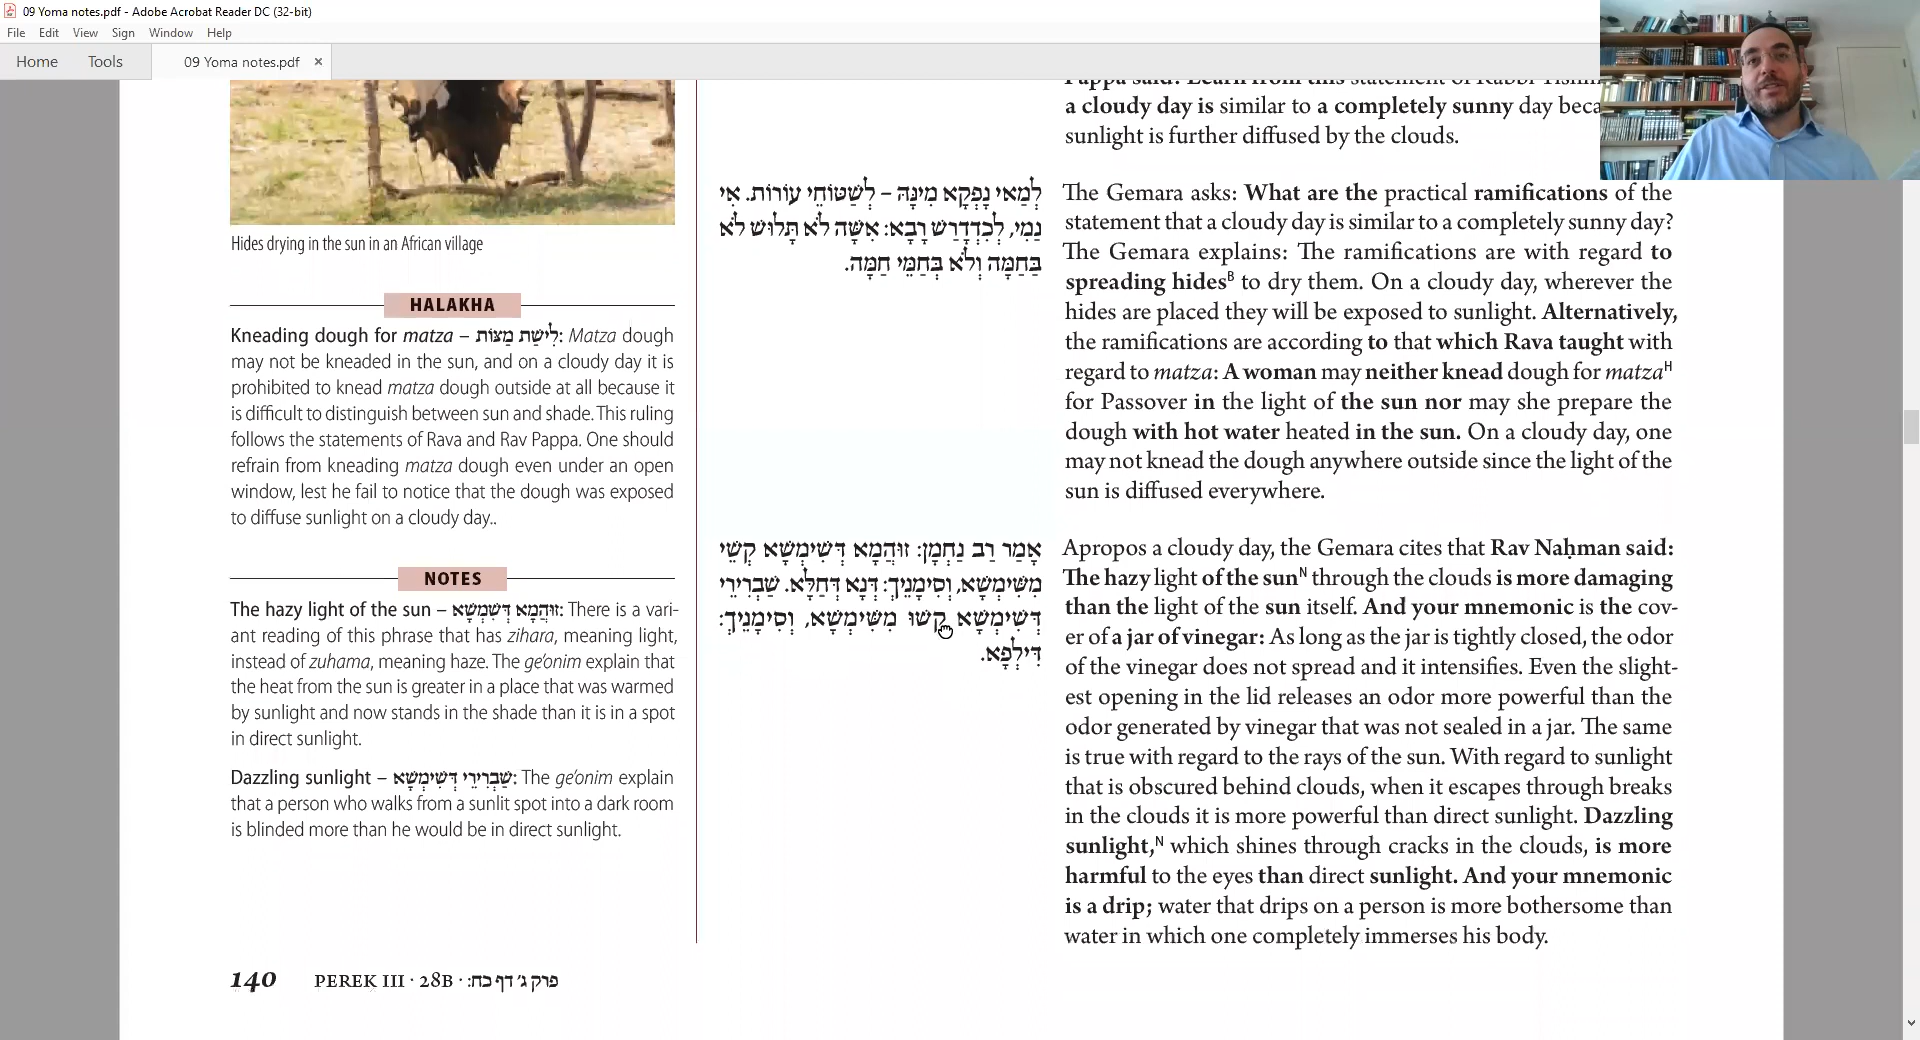 09 Yoma notes.pdf - Adobe Acrobat Reader DC (32-bit)
File Edit View Sign Window Help
Home Tools 09 Yoma notes.pdf ×
Hides drying in the sun in an African village
HALAKHA
Kneading dough for matza – לִישַׁת מַצּוֹת: Matza dough
may not be kneaded in the sun, and on a cloudy day it is
prohibited to knead matza dough outside at all because it
is difficult to distinguish between sun and shade. This ruling
follows the statements of Rava and Rav Pappa. One should
refrain from kneading matza dough even under an open
window, lest he fail to notice that the dough was exposed
to diffuse sunlight on a cloudy day..
NOTES
The hazy light of the sun – זוּהֲמָא דְּשִׁמְשָׁא: There is a vari-
ant reading of this phrase that has zihara, meaning light,
instead of zuhama, meaning haze. The ge'onim explain that
the heat from the sun is greater in a place that was warmed
by sunlight and now stands in the shade than it is in a spot
in direct sunlight.
Dazzling sunlight – שַׁבְרִירֵי דְּשִׁימְשָׁא: The ge'onim explain
that a person who walks from a sunlit spot into a dark room
is blinded more than he would be in direct sunlight.
לְמַאי נָפְקָא מִינַּהּ – לְשַׁטּוֹחֵי עוֹרוֹת. אִי
נַמִי, לְכִדְדָרַשׁ רָבָא: אִשָּׁה לֹא תָּלוּשׁ לֹא
בַּחַמָּה וְלֹא בְּחַמֵּי חַמָּה.
אָמַר רַב נַחְמָן: זוּהֲמָא דְּשִׁימְשָׁא קְשֵׁי
מִשִּׁימְשָׁא, וְסִימָנֵיךְ: דְּנָא דְּחַלָּא. שַׁבְרִירֵי
דְּשִׁימְשָׁא קָשׁוּ מִשִּׁימְשָׁא, וְסִימָנֵיךְ:
דִּילְפָא.
Pappa said: Learn from this statement of Rabbi
a cloudy day is similar to a completely sunny day beca
sunlight is further diffused by the clouds.
The Gemara asks: What are the practical ramifications of the
statement that a cloudy day is similar to a completely sunny day?
The Gemara explains: The ramifications are with regard to
spreading hidesᴮ to dry them. On a cloudy day, wherever the
hides are placed they will be exposed to sunlight. Alternatively,
the ramifications are according to that which Rava taught with
regard to matza: A woman may neither knead dough for matzaᴴ
for Passover in the light of the sun nor may she prepare the
dough with hot water heated in the sun. On a cloudy day, one
may not knead the dough anywhere outside since the light of the
sun is diffused everywhere.
Apropos a cloudy day, the Gemara cites that Rav Naḥman said:
The hazy light of the sunᴺ through the clouds is more damaging
than the light of the sun itself. And your mnemonic is the cov-
er of a jar of vinegar: As long as the jar is tightly closed, the odor
of the vinegar does not spread and it intensifies. Even the slight-
est opening in the lid releases an odor more powerful than the
odor generated by vinegar that was not sealed in a jar. The same
is true with regard to the rays of the sun. With regard to sunlight
that is obscured behind clouds, when it escapes through breaks
in the clouds it is more powerful than direct sunlight. Dazzling
sunlight,ᴺ which shines through cracks in the clouds, is more
harmful to the eyes than direct sunlight. And your mnemonic
is a drip; water that drips on a person is more bothersome than
water in which one completely immerses his body.
140 PEREK III · 28B · פרק ג׳ דף כח: